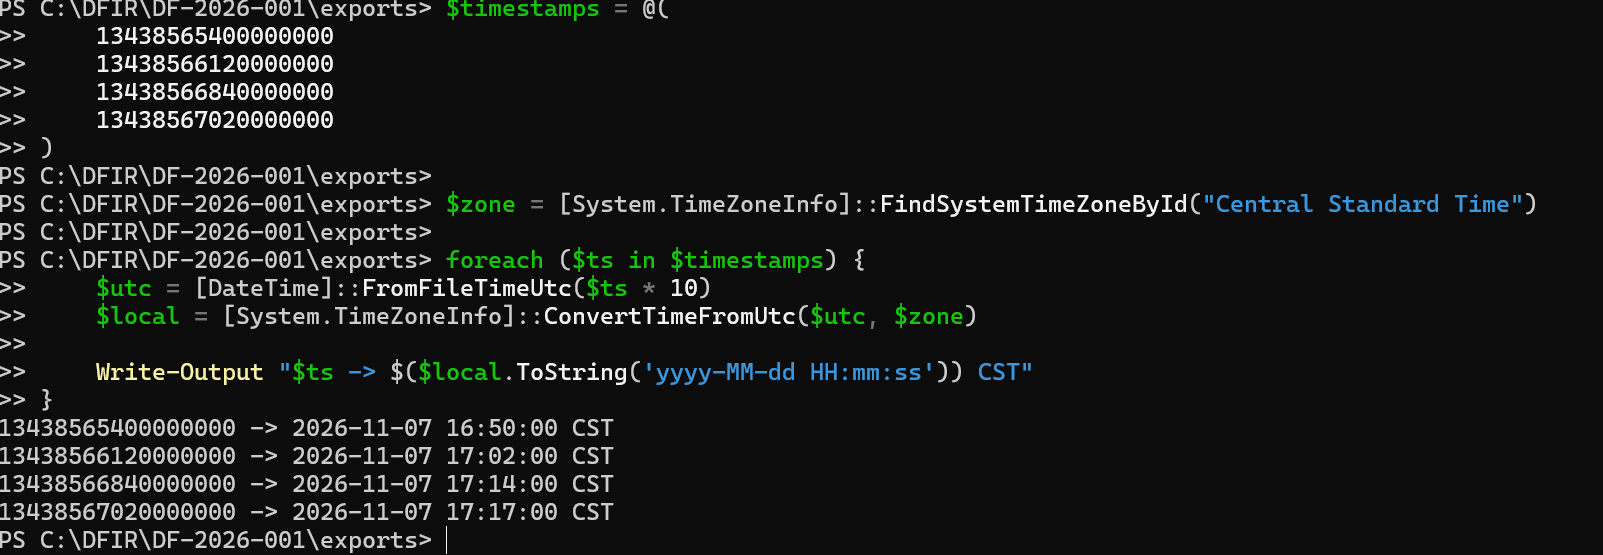 PS C:\DFIR\DF-2026-001\exports> $timestamps = @(
>>     13438565400000000
>>     13438566120000000
>>     13438566840000000
>>     13438567020000000
>> )
PS C:\DFIR\DF-2026-001\exports>
PS C:\DFIR\DF-2026-001\exports> $zone = [System.TimeZoneInfo]::FindSystemTimeZoneById("Central Standard Time")
PS C:\DFIR\DF-2026-001\exports>
PS C:\DFIR\DF-2026-001\exports> foreach ($ts in $timestamps) {
>>     $utc = [DateTime]::FromFileTimeUtc($ts * 10)
>>     $local = [System.TimeZoneInfo]::ConvertTimeFromUtc($utc, $zone)
>>
>>     Write-Output "$ts -> $($local.ToString('yyyy-MM-dd HH:mm:ss')) CST"
>> }
13438565400000000 -> 2026-11-07 16:50:00 CST
13438566120000000 -> 2026-11-07 17:02:00 CST
13438566840000000 -> 2026-11-07 17:14:00 CST
13438567020000000 -> 2026-11-07 17:17:00 CST
PS C:\DFIR\DF-2026-001\exports>